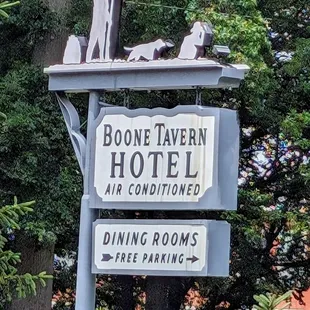 BOONE TAVERN
HOTEL
AIR CONDITIONED
DINING ROOMS
FREE PARKING